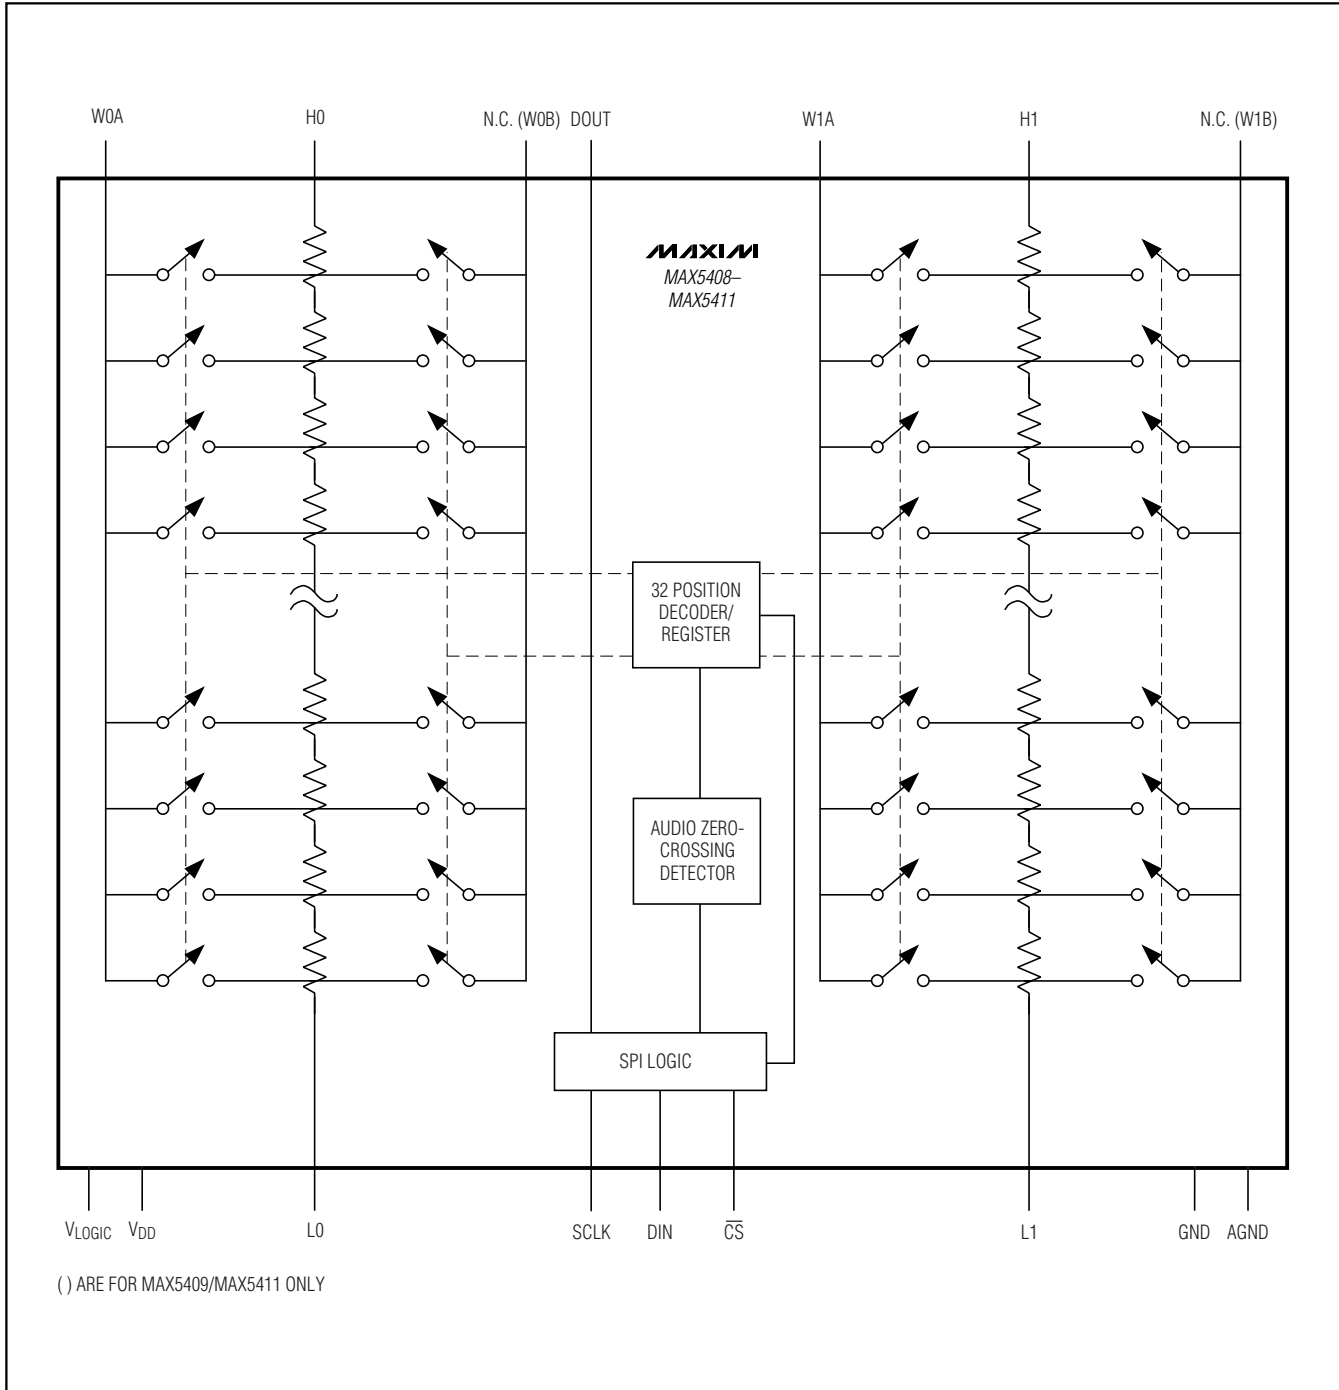 W0A H0 N.C. (W0B) DOUT W1A H1 N.C. (W1B)
MAXIM
MAX5408–
MAX5411
32 POSITION
DECODER/
REGISTER
AUDIO ZERO-
CROSSING
DETECTOR
SPI LOGIC
VLOGIC VDD L0 SCLK DIN C̅S̅ L1 GND AGND
( ) ARE FOR MAX5409/MAX5411 ONLY